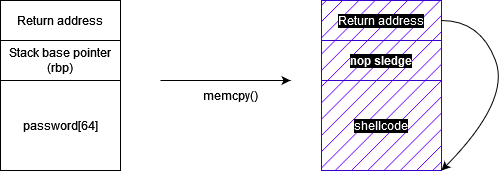 Return address
Stack base pointer
(rbp)
password[64]
memcpy()
Return address
nop sledge
shellcode